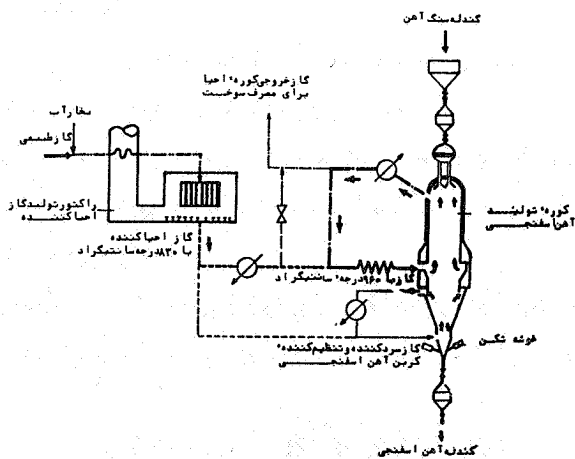 گندله سنگ آهن
گاز خروجی کوره احیا
برای مصرف سوخت
بخار آب
گاز طبیعی
راکتور تولید گاز
احیا کننده
کوره تولید
آهن اسفنجی
گاز احیا کننده
با ۸۳۰ درجه سانتیگراد
گاز با ۹۶۰ درجه سانتیگراد
گاز سرد کننده و تنظیم کننده
کربن آهن اسفنجی
خوشه شکن
گندله آهن اسفنجی